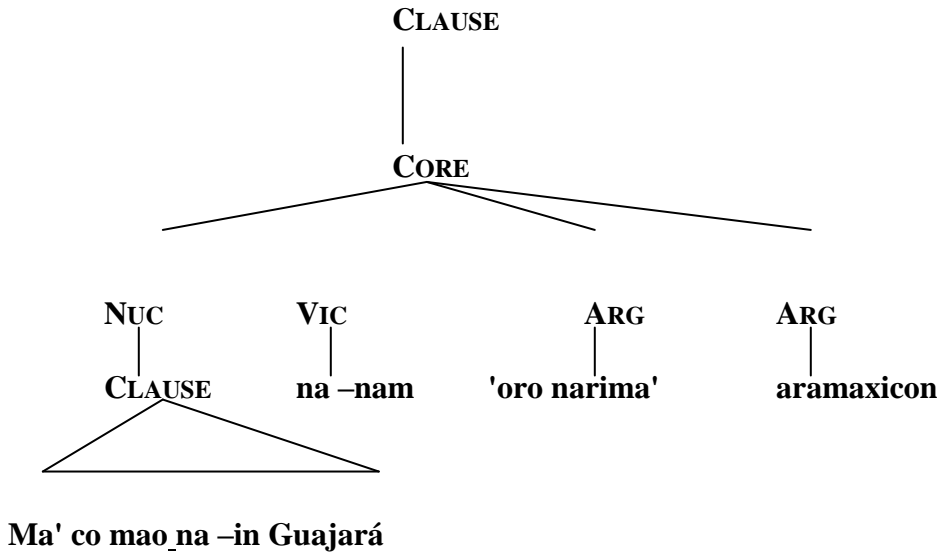 CLAUSE
CORE
NUC VIC ARG ARG
CLAUSE na –nam 'oro narima' aramaxicon
Ma' co mao na –in Guajará